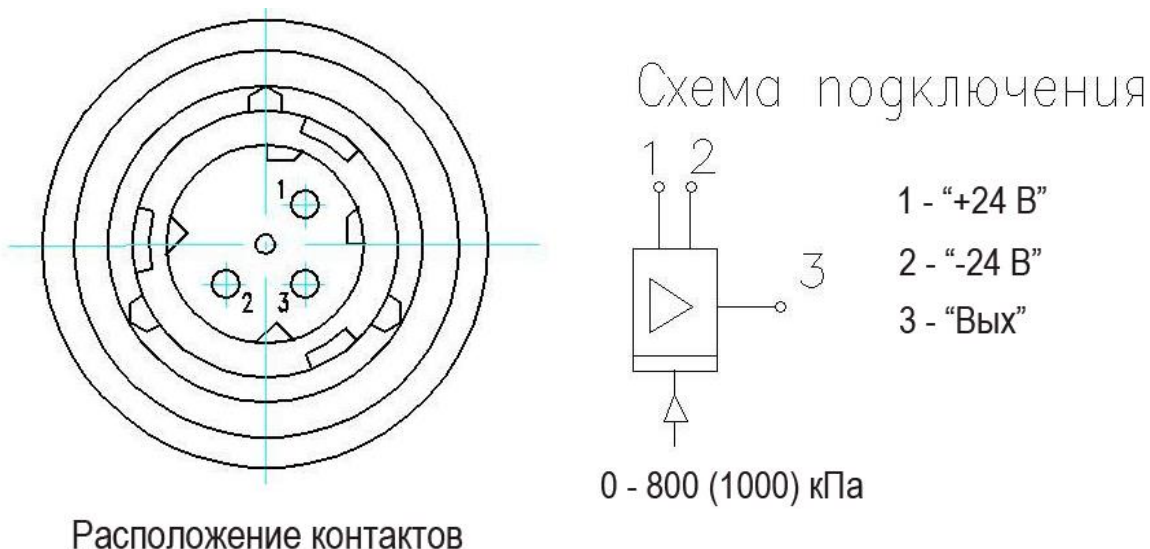 Схема подключения
1 2
1
2 3
3
1 - “+24 В”
2 - “-24 В”
3 - “Вых”
0 - 800 (1000) кПа
Расположение контактов